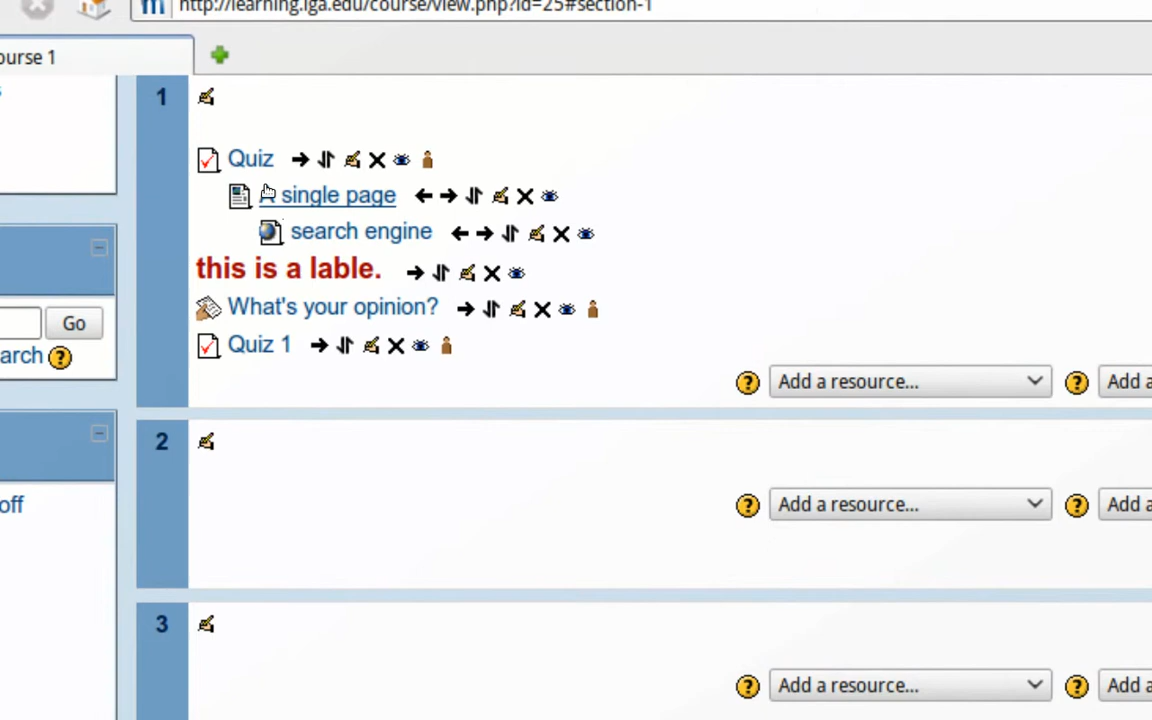 http://learning.iga.edu/course/view.php?id=25#section-1
ourse 1
1
Quiz
A single page
search engine
this is a lable.
What's your opinion?
Quiz 1
Go
arch
Add a resource...
Add a
2
off
Add a resource...
Add a
3
Add a resource...
Add a